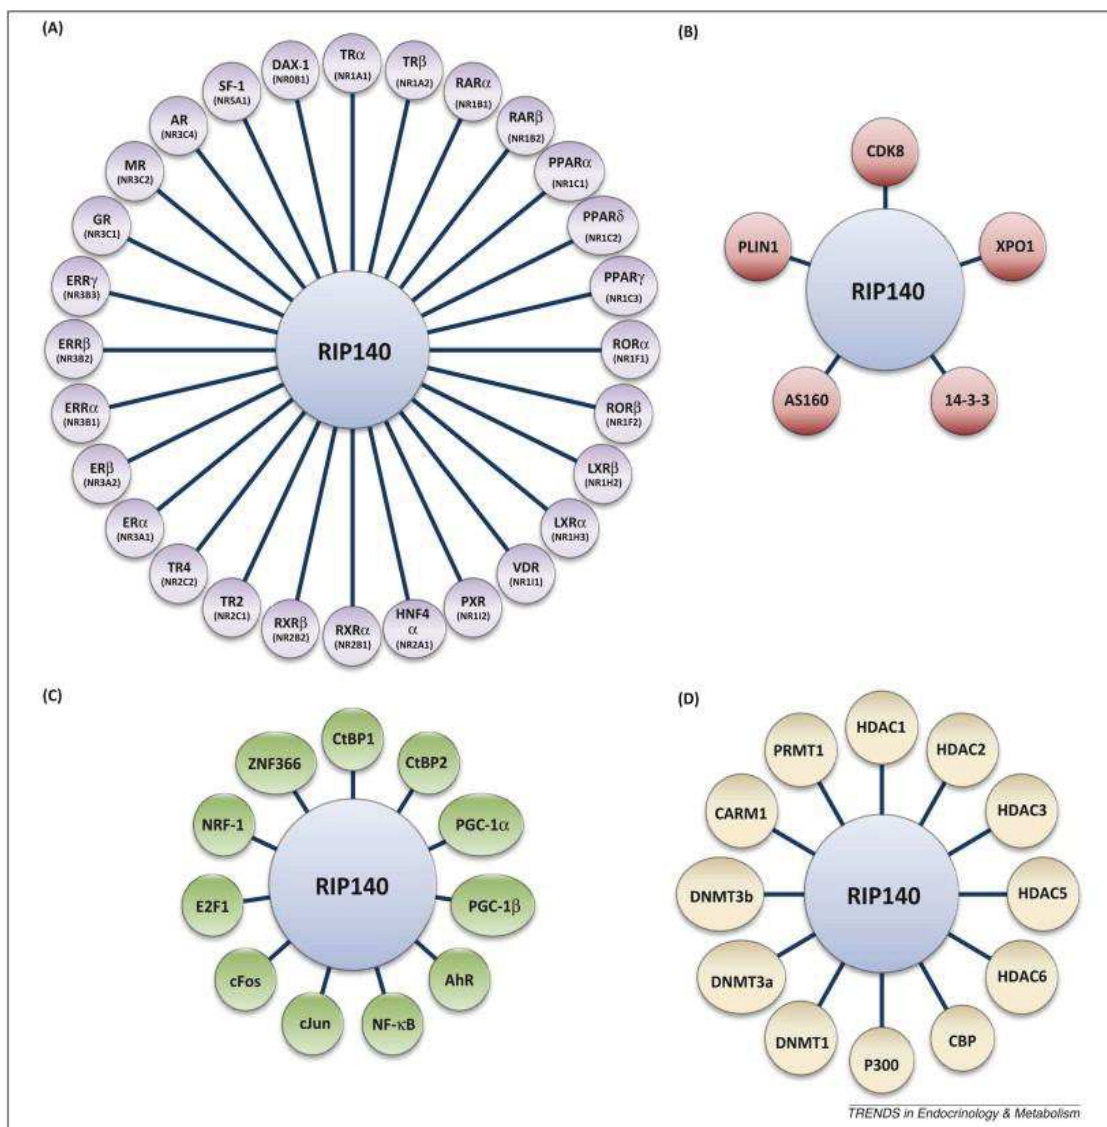 (A)
TRα
(NR1A1)
TRβ
(NR1A2)
RARα
(NR1B1)
RARβ
(NR1B2)
PPARα
(NR1C1)
PPARδ
(NR1C2)
PPARγ
(NR1C3)
RORα
(NR1F1)
RORβ
(NR1F2)
LXRβ
(NR1H2)
LXRα
(NR1H3)
VDR
(NR1I1)
PXR
(NR1I2)
HNF4
α
(NR2A1)
RXRα
(NR2B1)
RXRβ
(NR2B2)
TR2
(NR2C1)
TR4
(NR2C2)
ERα
(NR3A1)
ERβ
(NR3A2)
ERRα
(NR3B1)
ERRβ
(NR3B2)
ERRγ
(NR3B3)
GR
(NR3C1)
MR
(NR3C2)
AR
(NR3C4)
SF-1
(NR5A1)
DAX-1
(NR0B1)
RIP140
(B)
CDK8
XPO1
14-3-3
AS160
PLIN1
RIP140
(C)
CtBP1
CtBP2
PGC-1α
PGC-1β
AhR
NF-κB
cJun
cFos
E2F1
NRF-1
ZNF366
RIP140
(D)
HDAC1
HDAC2
HDAC3
HDAC5
HDAC6
CBP
P300
DNMT1
DNMT3a
DNMT3b
CARM1
PRMT1
RIP140
TRENDS in Endocrinology & Metabolism